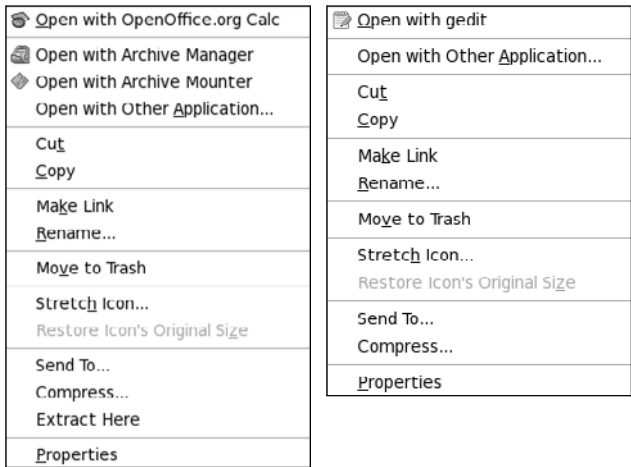 Open with OpenOffice.org Calc
Open with Archive Manager
Open with Archive Mounter
Open with Other Application...
Cut
Copy
Make Link
Rename...
Move to Trash
Stretch Icon...
Restore Icon's Original Size
Send To...
Compress...
Extract Here
Properties
Open with gedit
Open with Other Application...
Cut
Copy
Make Link
Rename...
Move to Trash
Stretch Icon...
Restore Icon's Original Size
Send To...
Compress...
Properties